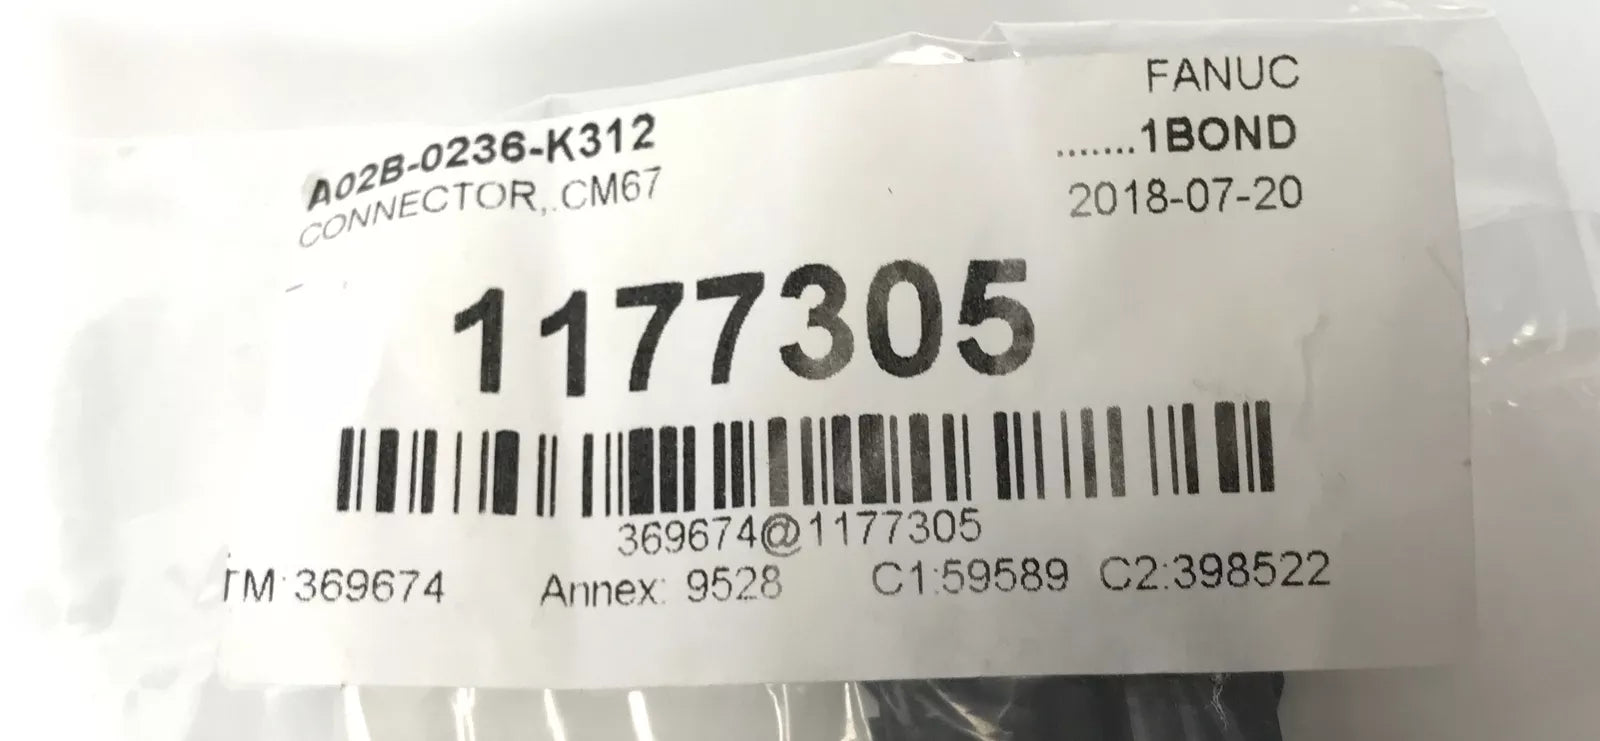 FANUC
A02B-0236-K312
.......1BOND
CONNECTOR,.CM67
2018-07-20
1177305
369674@1177305
TM:369674 Annex: 9528 C1:59589 C2:398522